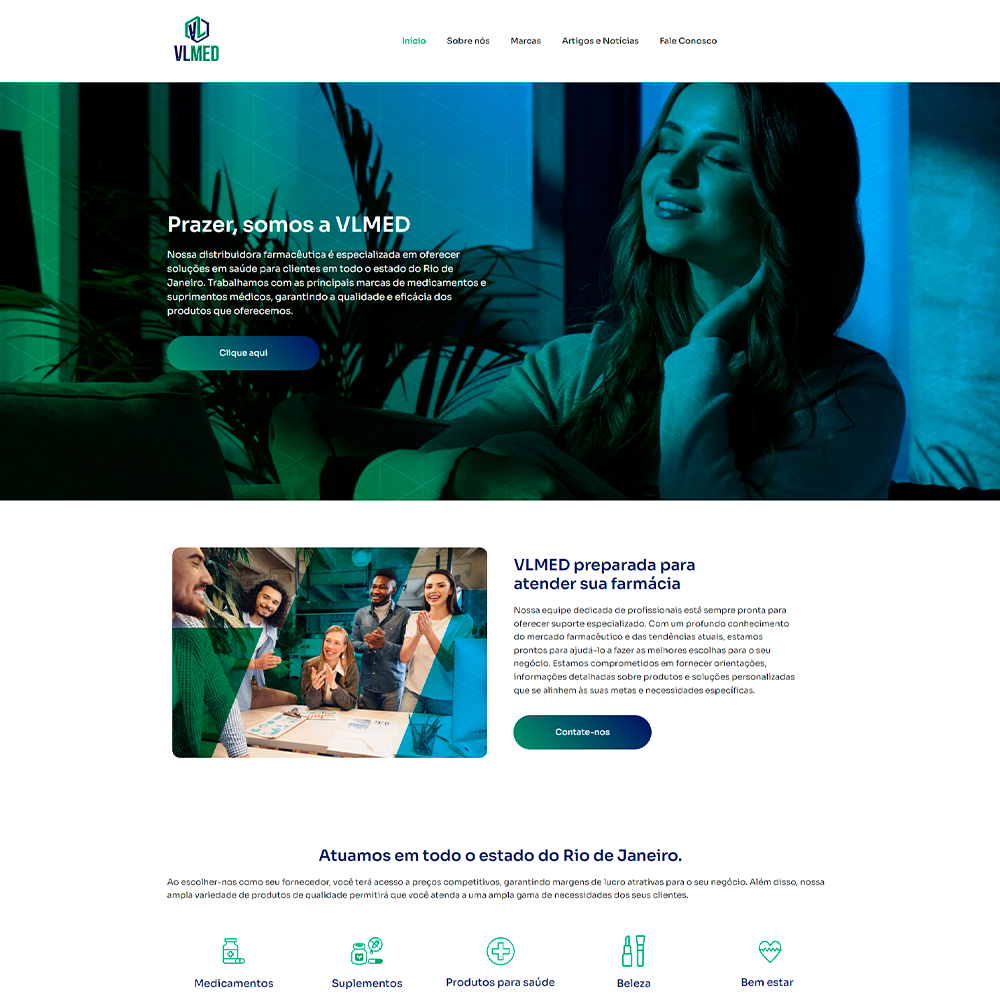 VL
VLMED
Início Sobre nós Marcas Artigos e Notícias Fale Conosco
Prazer, somos a VLMED
Nossa distribuidora farmacêutica é especializada em oferecer
soluções em saúde para clientes em todo o estado do Rio de
Janeiro. Trabalhamos com as principais marcas de medicamentos e
suprimentos médicos, garantindo a qualidade e eficácia dos
produtos que oferecemos.
Clique aqui
VLMED preparada para
atender sua farmácia
Nossa equipe dedicada de profissionais está sempre pronta para
oferecer suporte especializado. Com um profundo conhecimento
do mercado farmacêutico e das tendências atuais, estamos
prontos para ajudá-lo a fazer as melhores escolhas para o seu
negócio. Estamos comprometidos em fornecer orientações,
informações detalhadas sobre produtos e soluções personalizadas
que se alinhem às suas metas e necessidades específicas.
Contate-nos
Atuamos em todo o estado do Rio de Janeiro.
Ao escolher-nos como seu fornecedor, você terá acesso a preços competitivos, garantindo margens de lucro atrativas para o seu negócio. Além disso, nossa
ampla variedade de produtos de qualidade permitirá que você atenda a uma ampla gama de necessidades dos seus clientes.
Medicamentos Suplementos Produtos para saúde Beleza Bem estar